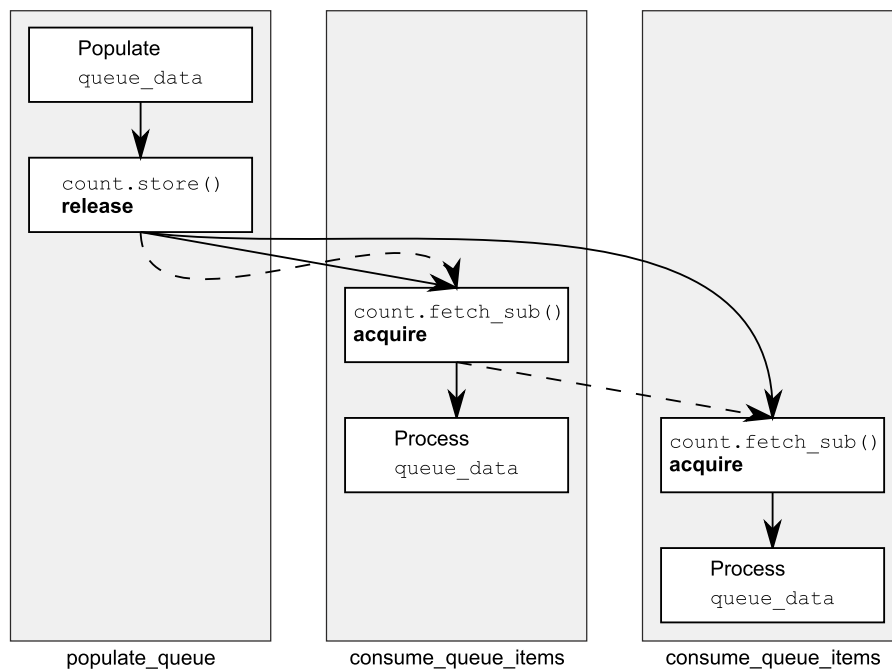 Populate
queue_data
count.store()
release
count.fetch_sub()
acquire
Process
queue_data
count.fetch_sub()
acquire
Process
queue_data
populate_queue
consume_queue_items
consume_queue_items